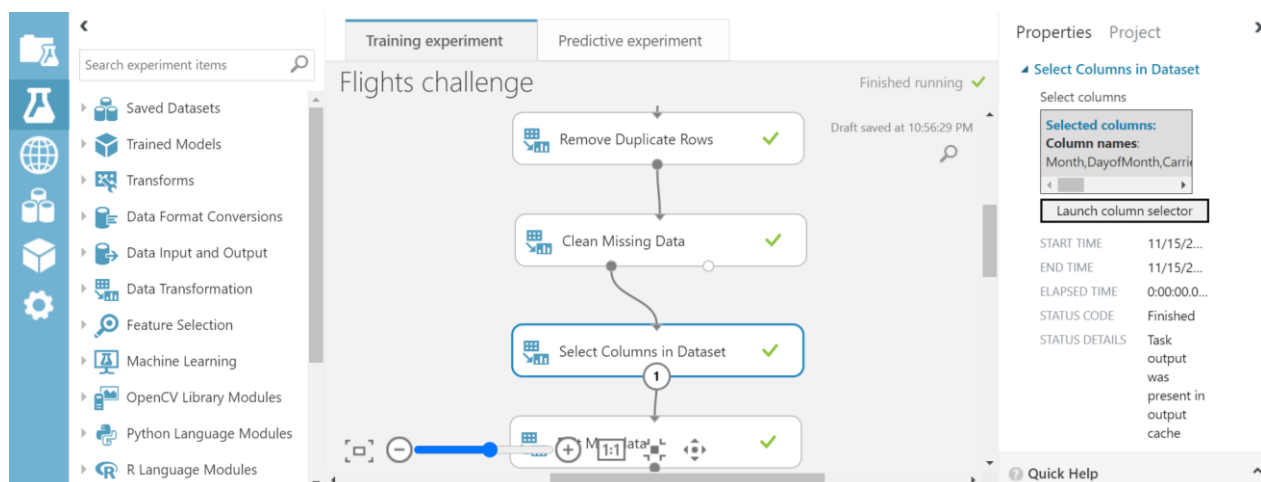 Search experiment items
Saved Datasets
Trained Models
Transforms
Data Format Conversions
Data Input and Output
Data Transformation
Feature Selection
Machine Learning
OpenCV Library Modules
Python Language Modules
R Language Modules
Training experiment
Predictive experiment
Flights challenge
Finished running
Draft saved at 10:56:29 PM
Remove Duplicate Rows
Clean Missing Data
Select Columns in Dataset
1
1:1
Properties Project
Select Columns in Dataset
Select columns
Selected columns:
Column names:
Month,DayofMonth,Carri
Launch column selector
START TIME 11/15/2...
END TIME 11/15/2...
ELAPSED TIME 0:00:00.0...
STATUS CODE Finished
STATUS DETAILS Task
output
was
present in
output
cache
Quick Help